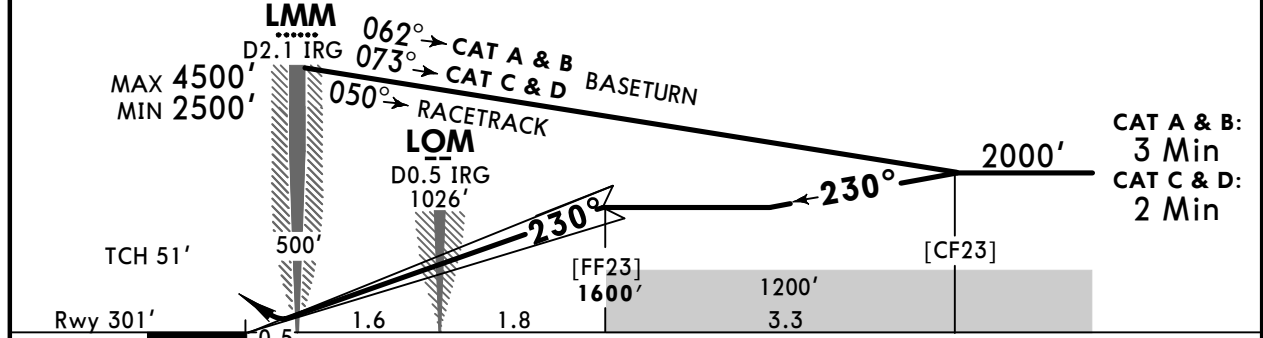 LMM
D2.1 IRG
062° → CAT A & B
073° → CAT C & D
BASETURN
050° → RACETRACK
MAX 4500'
MIN 2500'
LOM
D0.5 IRG
1026'
2000'
CAT A & B:
3 Min
CAT C & D:
2 Min
←230°
230°
TCH 51'
500'
[FF23]
1600'
[CF23]
1200'
Rwy 301'
0.5
1.6
1.8
3.3